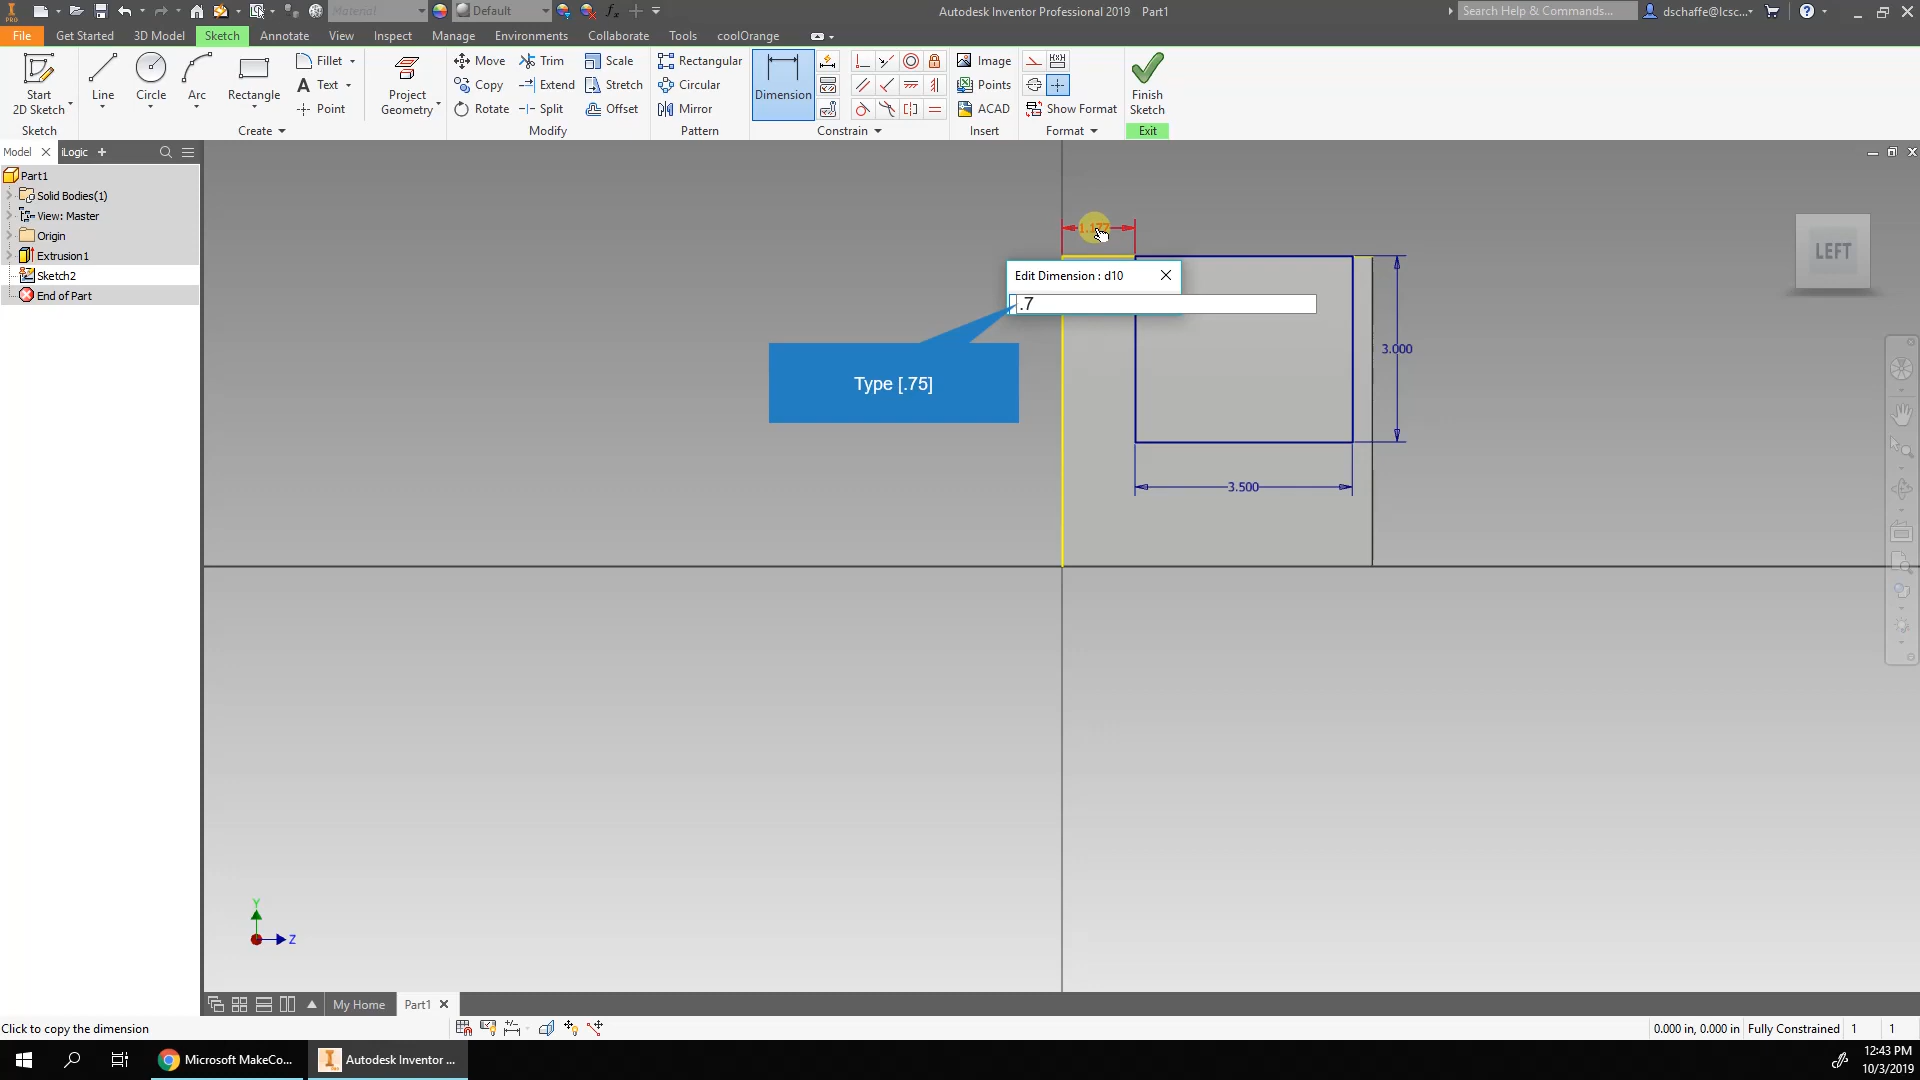 Material
Default
Autodesk Inventor Professional 2019 Part1
Search Help & Commands...
dschaffe@lcsc...
PRO
File Get Started 3D Model Sketch Annotate View Inspect Manage Environments Collaborate Tools coolOrange
Start
2D Sketch
Line
Circle
Arc
Rectangle
Fillet
Text
Point
Project
Geometry
Move
Copy
Rotate
Trim
Extend
Split
Scale
Stretch
Offset
Rectangular
Circular
Mirror
Dimension
Image
Points
ACAD
Show Format
Finish
Sketch
Sketch Create Modify Pattern Constrain Insert Format Exit
Model iLogic
Part1
Solid Bodies(1)
View: Master
Origin
Extrusion1
Sketch2
End of Part
LEFT
Edit Dimension : d10
.7
Type [.75]
3.000
3.500
Y
Z
My Home Part1
Click to copy the dimension
0.000 in, 0.000 in Fully Constrained 1 1
Microsoft MakeCo...
Autodesk Inventor ...
12:43 PM
10/3/2019